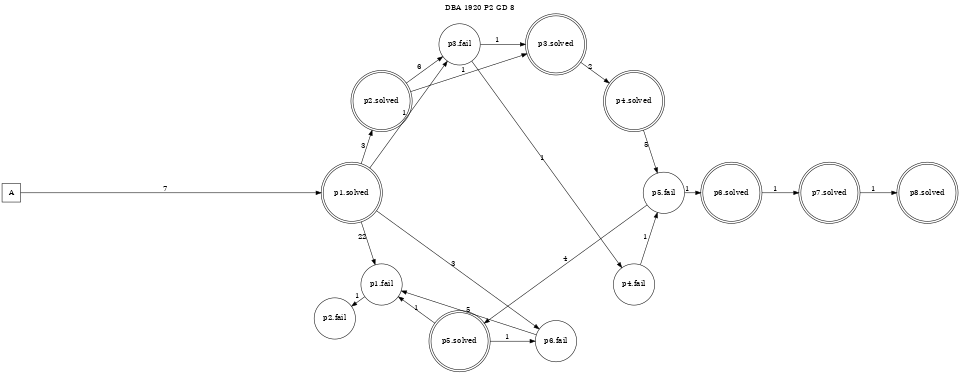 DBA 1920 P2 GD 8
p3.fail
1
p3.solved
6
1
2
p2.solved
p4.solved
1
3
5
1
A
7
p1.solved
p5.fail
1
p6.solved
1
p7.solved
1
p8.solved
22
3
4
1
p1.fail
p4.fail
1
p2.fail
1
5
p5.solved
1
p6.fail